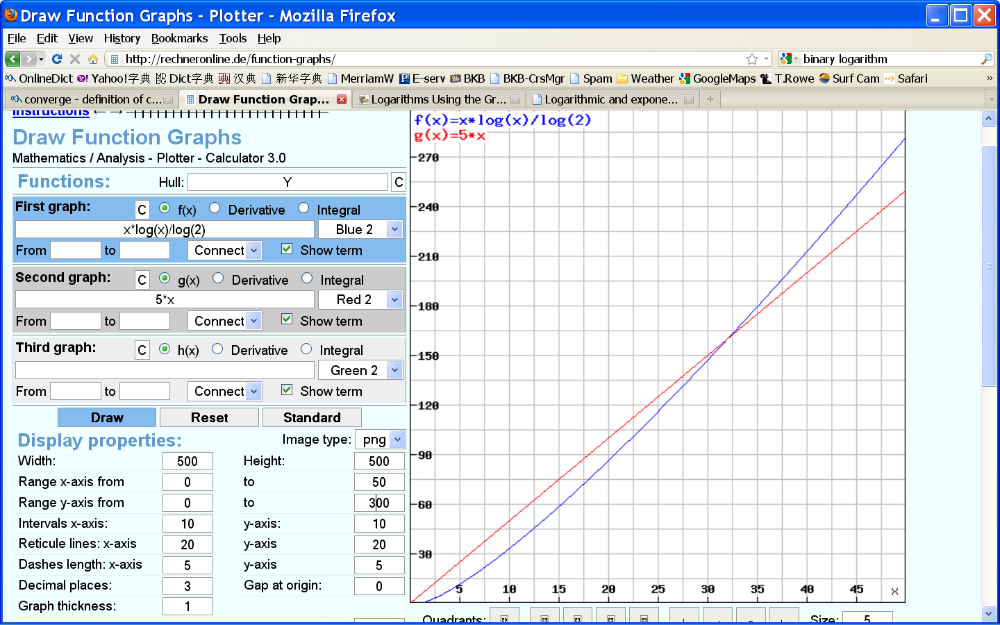 Draw Function Graphs - Plotter - Mozilla Firefox
File Edit View History Bookmarks Tools Help
http://rechneronline.de/function-graphs/ binary logarithm
OnlineDict Yahoo!字典 Dict字典 汉典 新华字典 MerriamW E-serv BKB BKB-CrsMgr Spam Weather GoogleMaps T.Rowe Surf Cam Safari »
converge - definition of c... Draw Function Grap... Logarithms Using the Gr... Logarithmic and expone...
Instructions
Draw Function Graphs
Mathematics / Analysis - Plotter - Calculator 3.0
Functions: Hull: Y C
First graph: C f(x) Derivative Integral
x*log(x)/log(2) Blue 2
From to Connect Show term
Second graph: C g(x) Derivative Integral
5*x Red 2
From to Connect Show term
Third graph: C h(x) Derivative Integral
Green 2
From to Connect Show term
Draw Reset Standard
Display properties: Image type: png
Width: 500 Height: 500
Range x-axis from 0 to 50
Range y-axis from 0 to 300
Intervals x-axis: 10 y-axis: 10
Reticule lines: x-axis 20 y-axis 20
Dashes length: x-axis 5 y-axis 5
Decimal places: 3 Gap at origin: 0
Graph thickness: 1
f(x)=x*log(x)/log(2)
g(x)=5*x
270
240
210
180
150
120
90
60
30
5 10 15 20 25 30 35 40 45 x
Quadrants: Size: 5